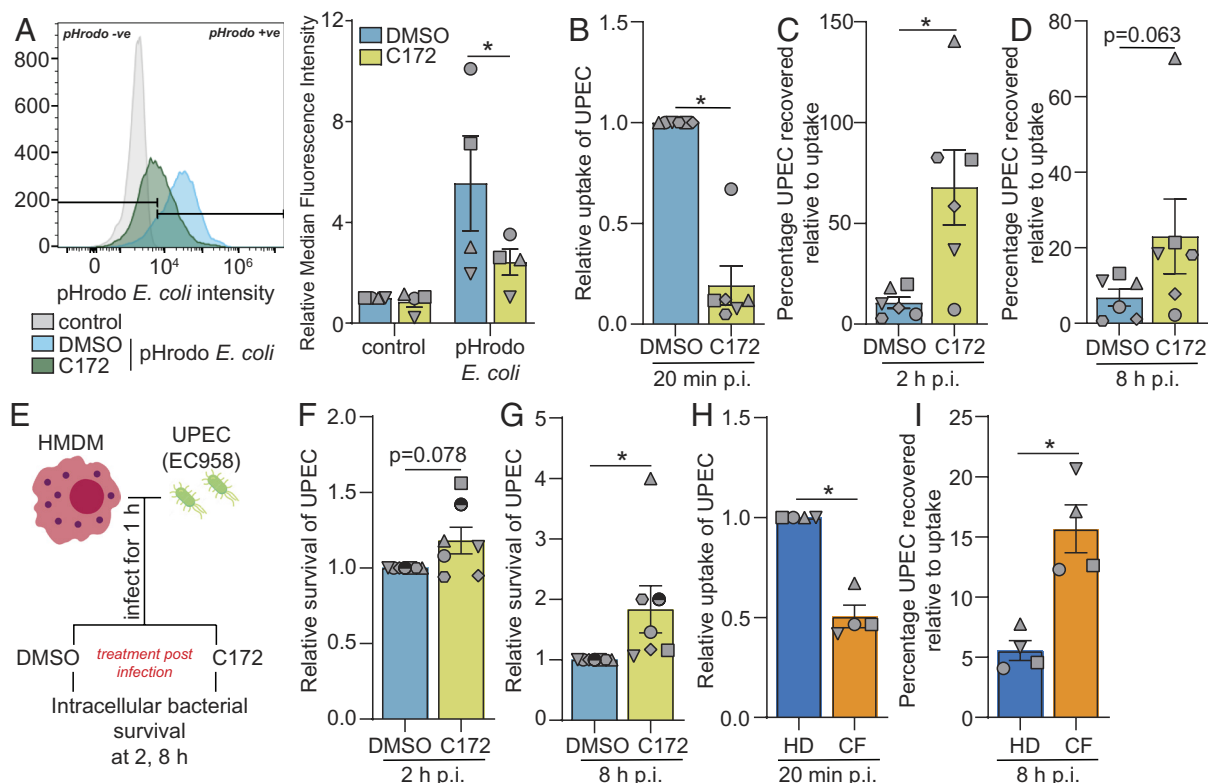 A
pHrodo -ve
pHrodo +ve
800
600
400
200
0
0
10⁴
10⁶
pHrodo E. coli intensity
control
DMSO
C172
pHrodo E. coli
Relative Median Fluorescence Intensity
12
8
4
0
DMSO
C172
*
control
pHrodo
E. coli
B
Relative uptake of UPEC
1.0
0.5
0.0
*
DMSO C172
20 min p.i.
C
Percentage UPEC recovered
relative to uptake
150
100
50
0
*
DMSO C172
2 h p.i.
D
Percentage UPEC recovered
relative to uptake
80
60
40
20
0
p=0.063
DMSO C172
8 h p.i.
E
HMDM
UPEC
(EC958)
infect for 1 h
DMSO
treatment post
infection
C172
Intracellular bacterial
survival
at 2, 8 h
F
Relative survival of UPEC
2.0
1.5
1.0
0.5
0.0
p=0.078
DMSO C172
2 h p.i.
G
Relative survival of UPEC
5
4
3
2
1
0
*
DMSO C172
8 h p.i.
H
Relative uptake of UPEC
1.5
1.0
0.5
0.0
*
HD CF
20 min p.i.
I
Percentage UPEC recovered
relative to uptake
25
20
15
10
5
0
*
HD CF
8 h p.i.